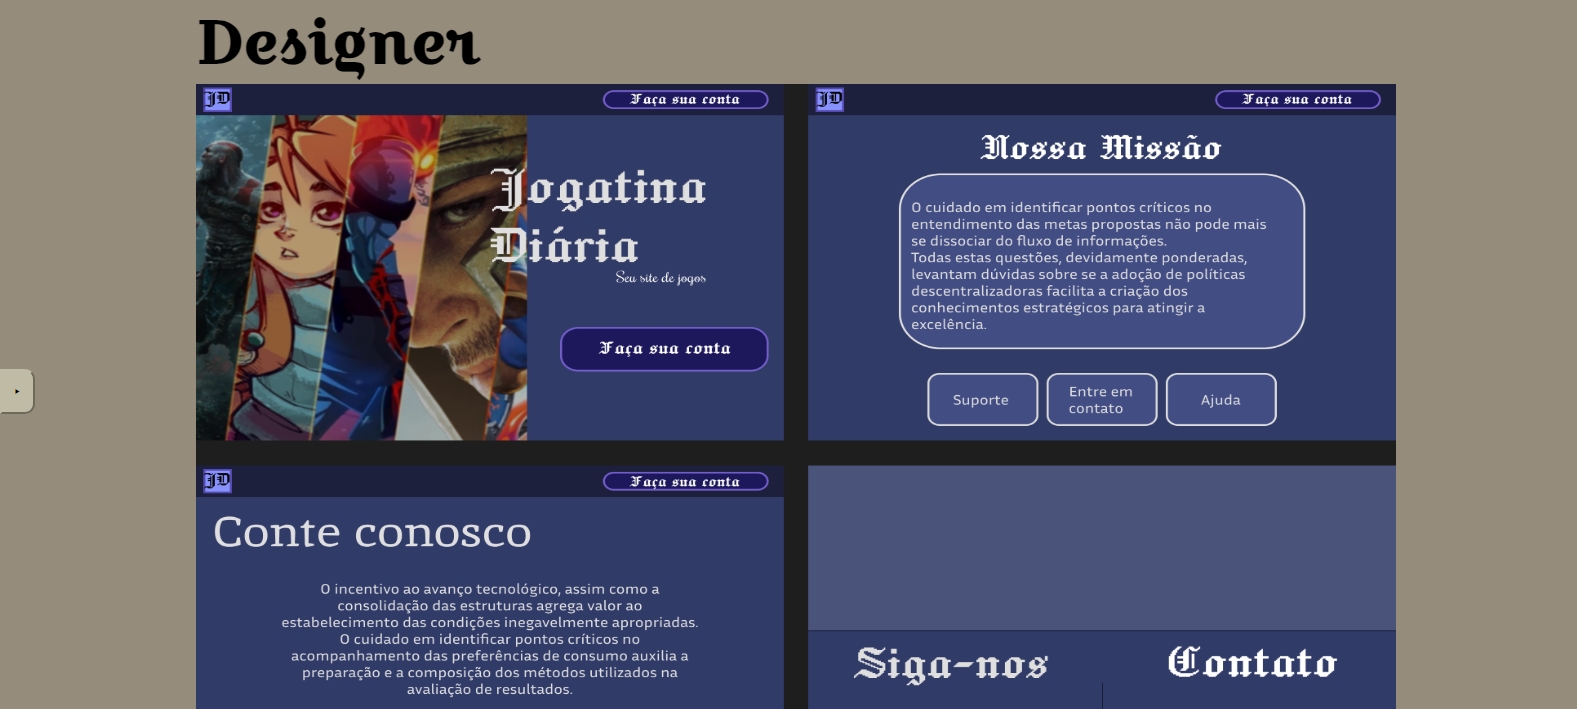 Designer
JD
Faça sua conta
Jogatina
Diária
Seu site de jogos
Faça sua conta
JD
Faça sua conta
Nossa Missão
O cuidado em identificar pontos críticos no
entendimento das metas propostas não pode mais
se dissociar do fluxo de informações.
Todas estas questões, devidamente ponderadas,
levantam dúvidas sobre se a adoção de políticas
descentralizadoras facilita a criação dos
conhecimentos estratégicos para atingir a
excelência.
Suporte
Entre em
contato
Ajuda
JD
Faça sua conta
Conte conosco
O incentivo ao avanço tecnológico, assim como a
consolidação das estruturas agrega valor ao
estabelecimento das condições inegavelmente apropriadas.
O cuidado em identificar pontos críticos no
acompanhamento das preferências de consumo auxilia a
preparação e a composição dos métodos utilizados na
avaliação de resultados.
Siga-nos
Contato